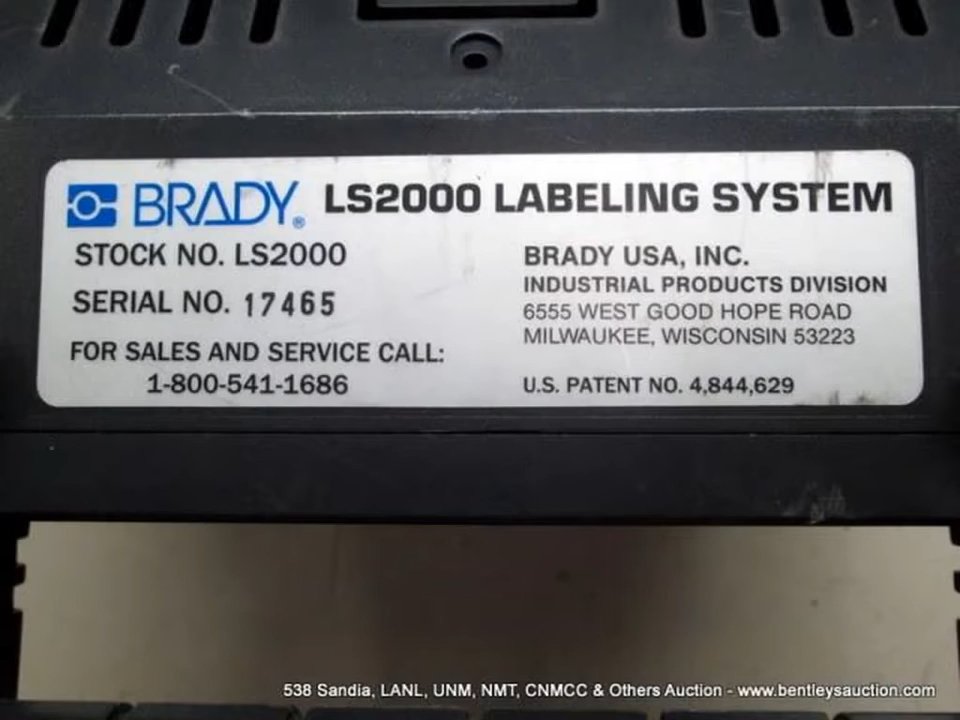 BRADY® LS2000 LABELING SYSTEM
STOCK NO. LS2000
SERIAL NO. 17465
FOR SALES AND SERVICE CALL:
1-800-541-1686
BRADY USA, INC.
INDUSTRIAL PRODUCTS DIVISION
6555 WEST GOOD HOPE ROAD
MILWAUKEE, WISCONSIN 53223
U.S. PATENT NO. 4,844,629
538 Sandia, LANL, UNM, NMT, CNMCC & Others Auction - www.bentleysauction.com